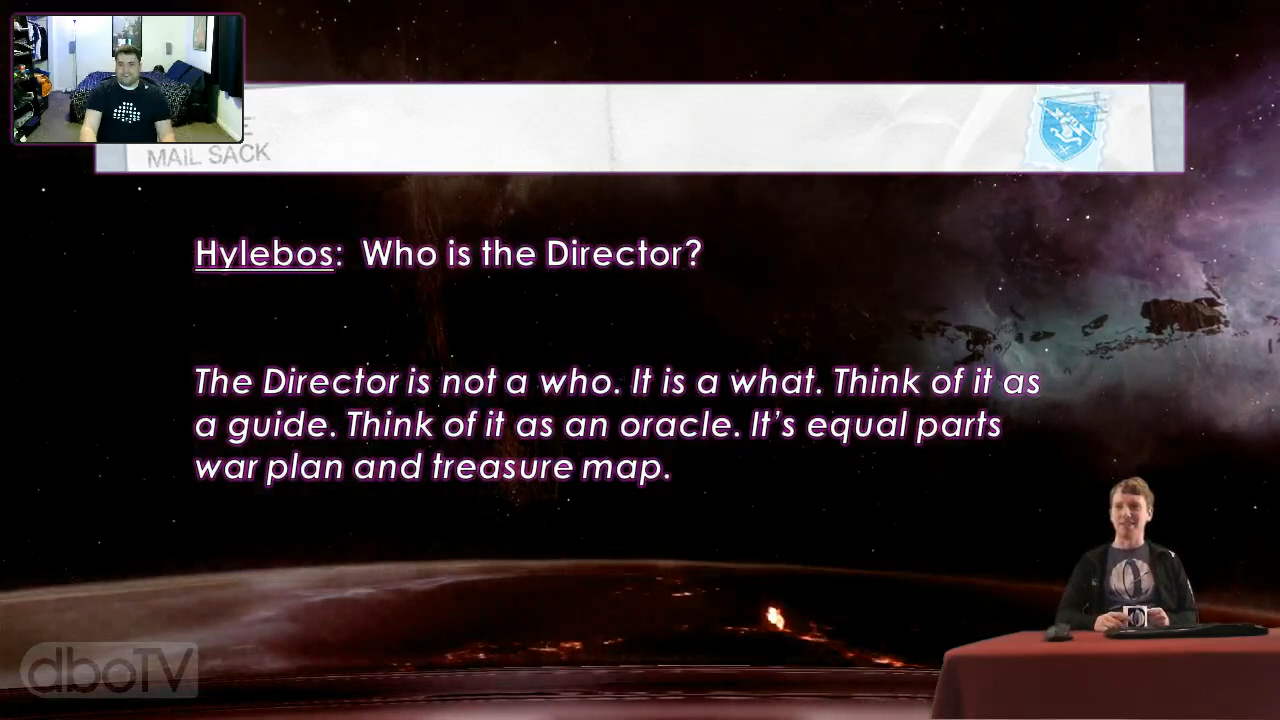 MAIL SACK
Hylebos: Who is the Director?
The Director is not a who. It is a what. Think of it as
a guide. Think of it as an oracle. It’s equal parts
war plan and treasure map.
dboTV